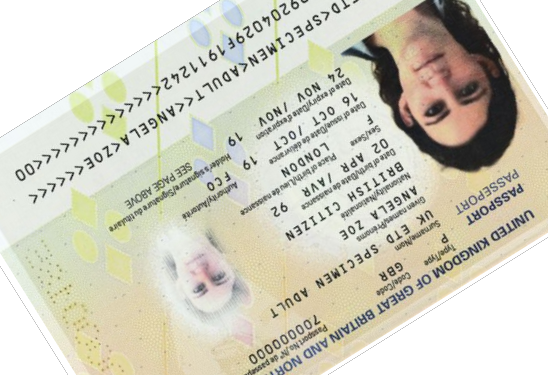 UNITED KINGDOM OF GREAT BRITAIN AND NORT
PASSPORT
PASSEPORT
Type/Type Code/Code Passport No./Nº de passe
P GBR 700000000
Surname/Nom
UK ETD SPECIMEN ADULT
Given names/Prénoms
ANGELA ZOE
Nationality/Nationalité
BRITISH CITIZEN
Date of birth/Date de naissance
02 APR /AVR 92
Sex/Sexe Place of birth/Lieu de naissance
F LONDON
Date of issue/Date de délivrance Authority/Autorité
16 OCT /OCT 19 FCO
Date of expiry/Date d'expiration Holder's signature/Signature du titulaire
24 NOV /NOV 19 SEE PAGE ABOVE
ETD<SPECIMEN<ADULT<<ANGELA<ZOE<<<<<<
9204029F1911242<<<<<<<<<<<<<<00